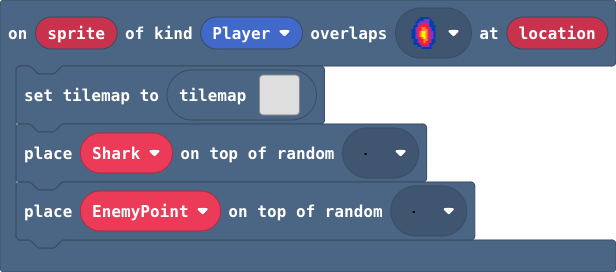 on sprite of kind Player overlaps at location
set tilemap to tilemap
place Shark on top of random
place EnemyPoint on top of random